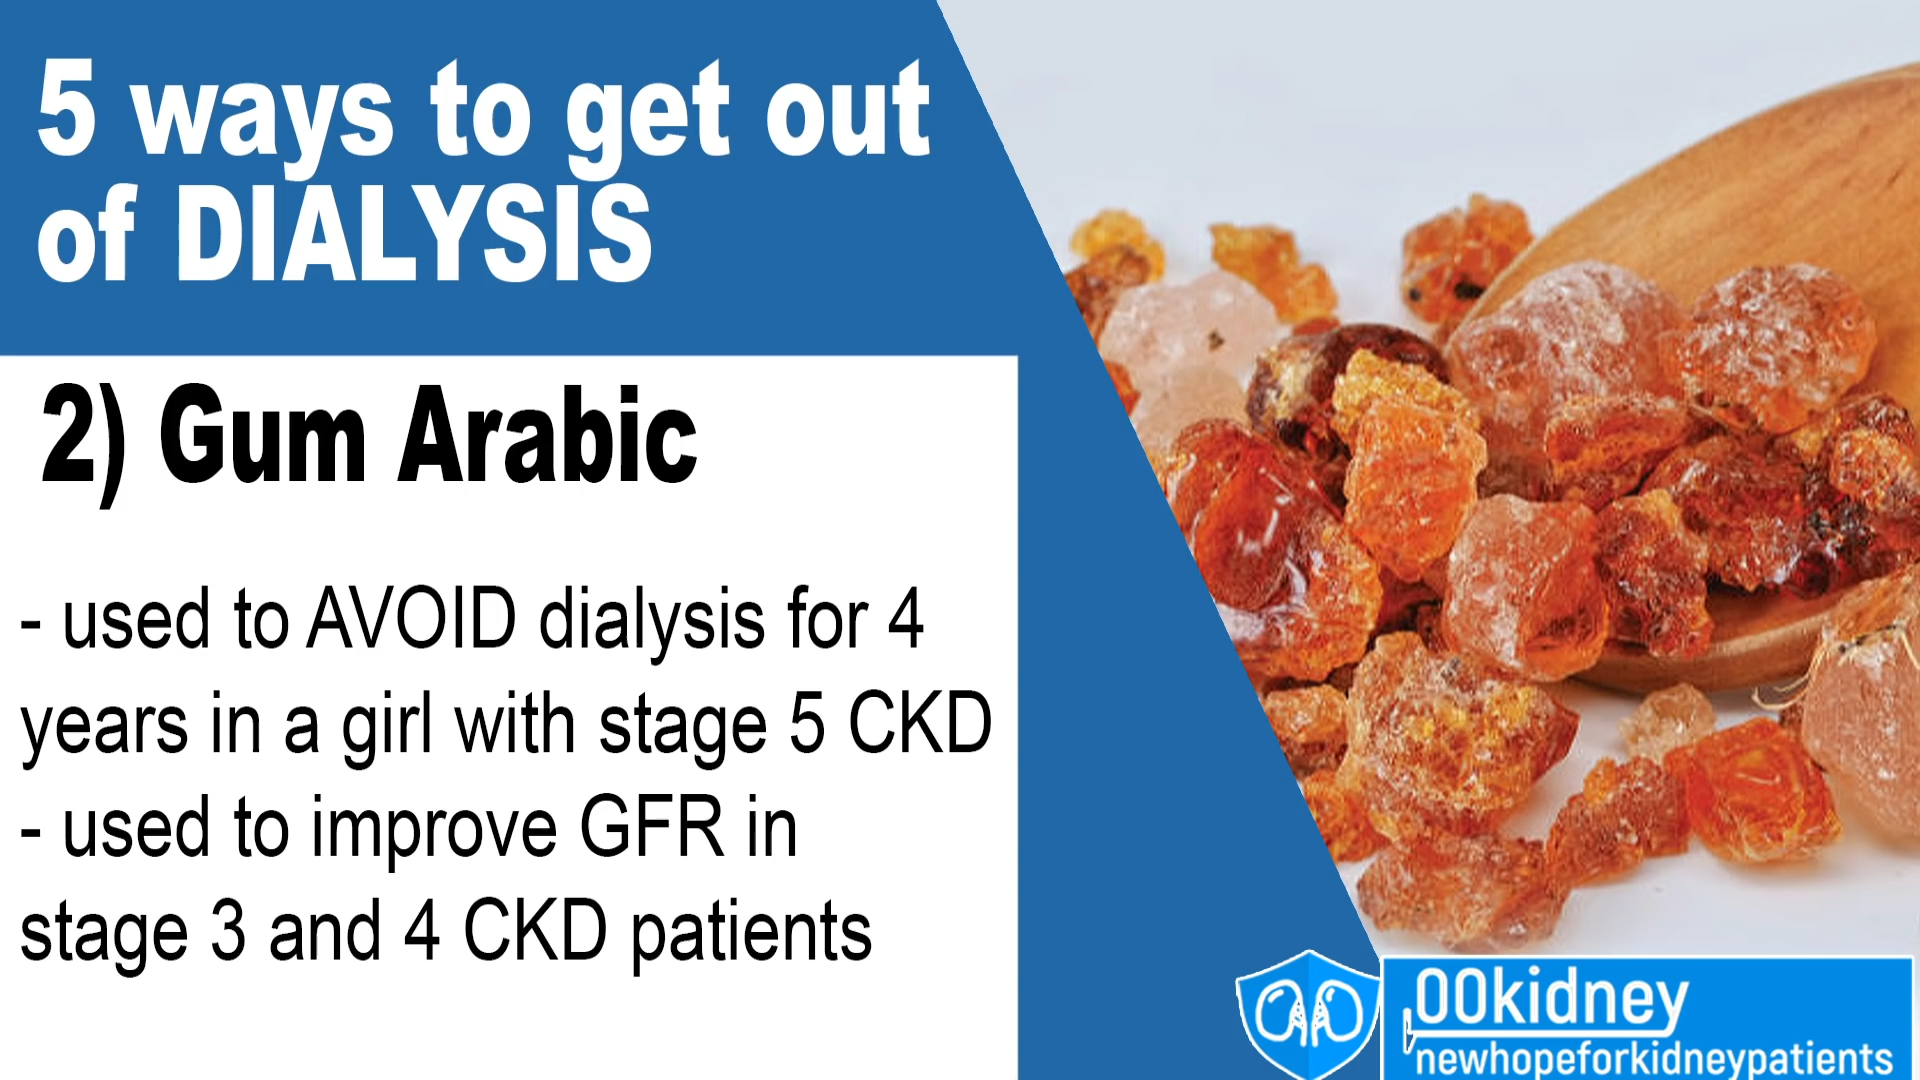 5 ways to get out
of DIALYSIS
2) Gum Arabic
- used to AVOID dialysis for 4
years in a girl with stage 5 CKD
- used to improve GFR in
stage 3 and 4 CKD patients
00kidney
newhopeforkidneypatients